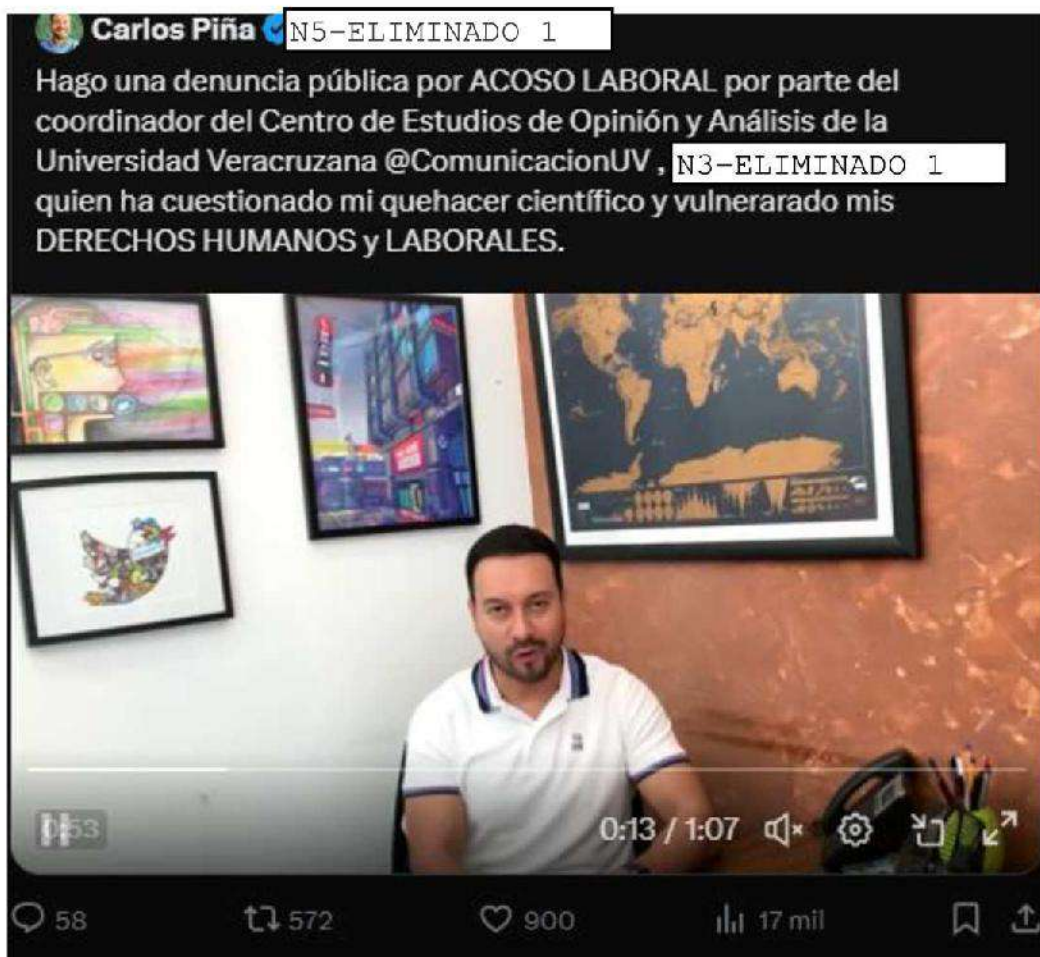 Carlos Piña N5-ELIMINADO 1
Hago una denuncia pública por ACOSO LABORAL por parte del
coordinador del Centro de Estudios de Opinión y Análisis de la
Universidad Veracruzana @ComunicacionUV , N3-ELIMINADO 1
quien ha cuestionado mi quehacer científico y vulnerarado mis
DERECHOS HUMANOS y LABORALES.
0:53
0:13 / 1:07
58 572 900 17 mil